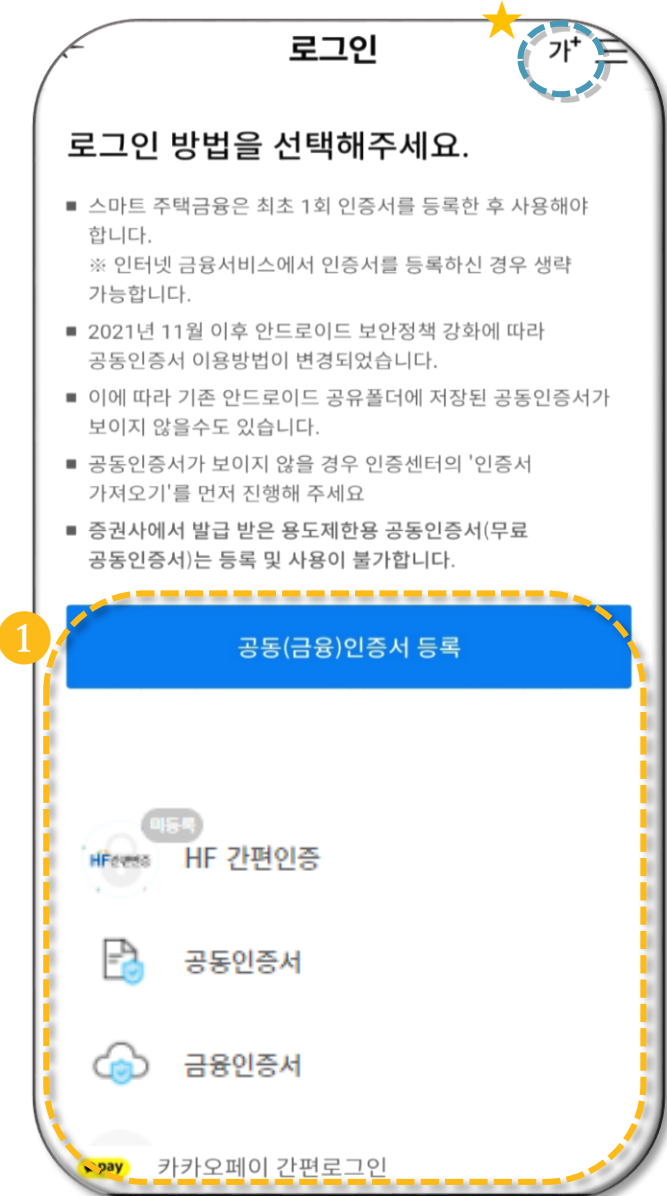 로그인
가+
로그인 방법을 선택해주세요.
■ 스마트 주택금융은 최초 1회 인증서를 등록한 후 사용해야
합니다.
※ 인터넷 금융서비스에서 인증서를 등록하신 경우 생략
가능합니다.
■ 2021년 11월 이후 안드로이드 보안정책 강화에 따라
공동인증서 이용방법이 변경되었습니다.
■ 이에 따라 기존 안드로이드 공유폴더에 저장된 공동인증서가
보이지 않을수도 있습니다.
■ 공동인증서가 보이지 않을 경우 인증센터의 '인증서
가져오기'를 먼저 진행해 주세요
■ 증권사에서 발급 받은 용도제한용 공동인증서(무료
공동인증서)는 등록 및 사용이 불가합니다.
1
공동(금융)인증서 등록
미등록
HF간편인증
HF 간편인증
공동인증서
금융인증서
pay
카카오페이 간편로그인